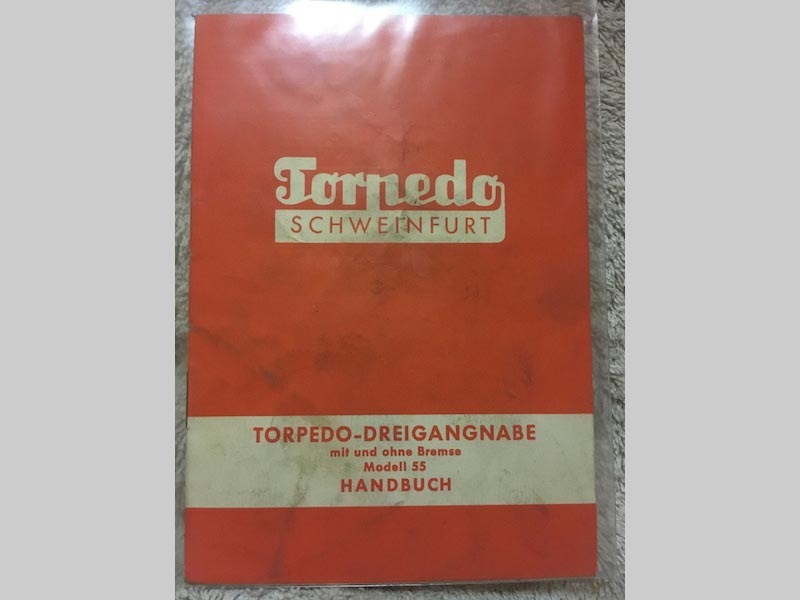 Torpedo
SCHWEINFURT
TORPEDO-DREIGANGNABE
mit und ohne Bremse
Modell 55
HANDBUCH